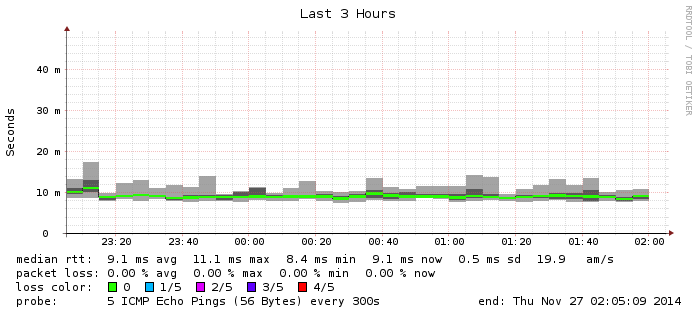 Last 3 Hours
RRDTOOL / TOBI OETIKER
Seconds
40 m
30 m
20 m
10 m
0
23:20 23:40 00:00 00:20 00:40 01:00 01:20 01:40 02:00
median rtt: 9.1 ms avg 11.1 ms max 8.4 ms min 9.1 ms now 0.5 ms sd 19.9 am/s
packet loss: 0.00 % avg 0.00 % max 0.00 % min 0.00 % now
loss color: 0 1/5 2/5 3/5 4/5
probe: 5 ICMP Echo Pings (56 Bytes) every 300s end: Thu Nov 27 02:05:09 2014